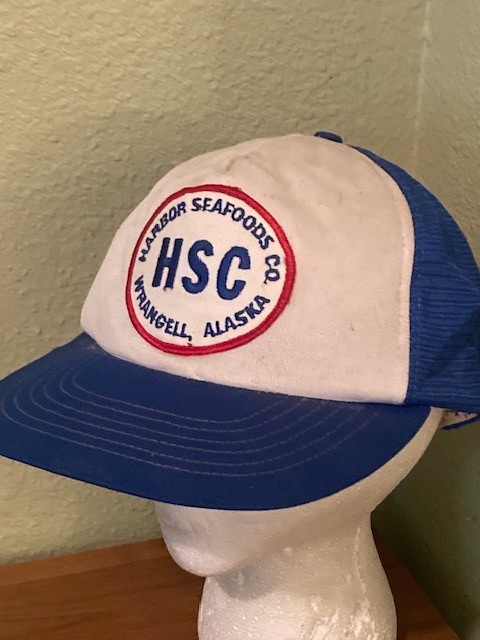 HARBOR SEAFOODS CO.
HSC
WRANGELL, ALASKA